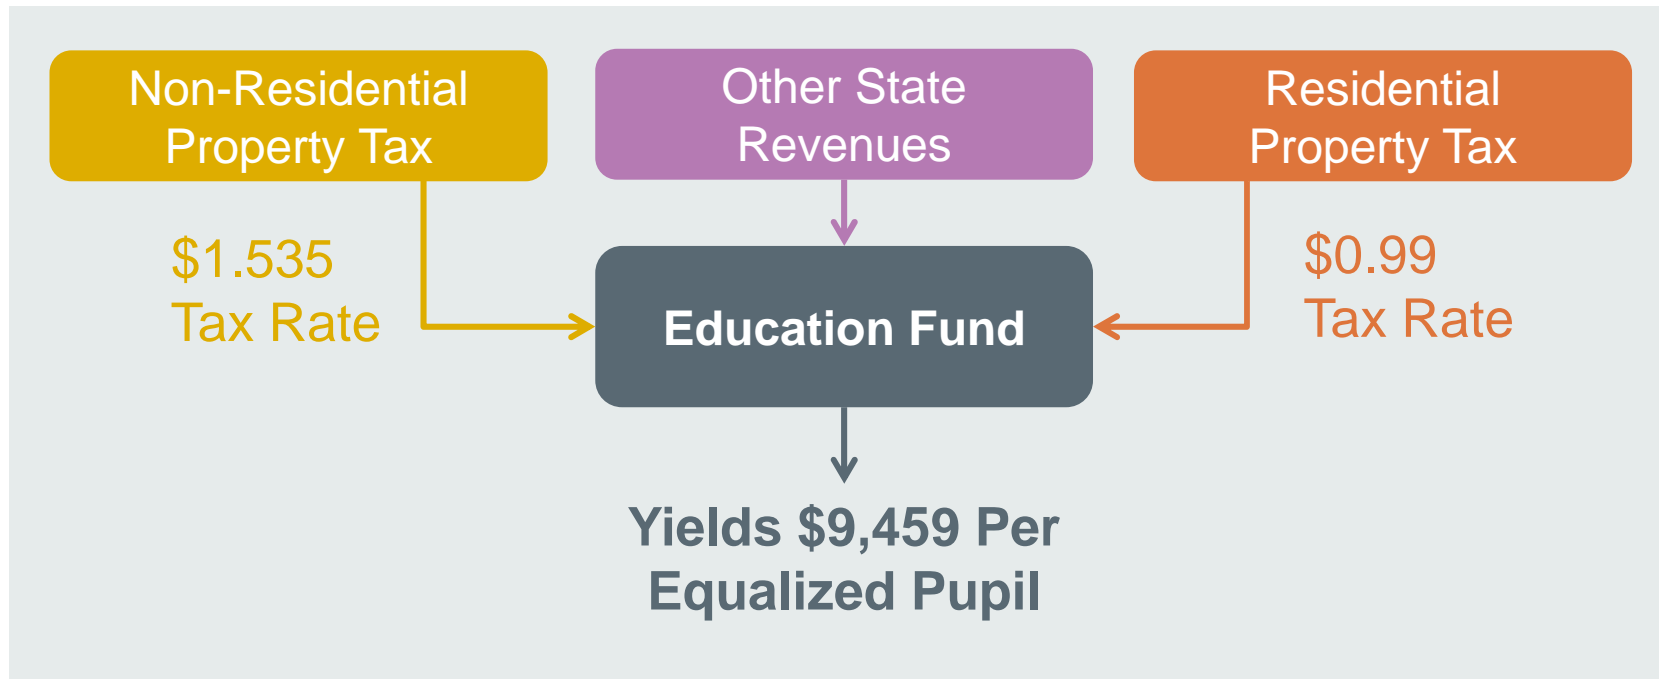 Non-Residential
Property Tax
Other State
Revenues
Residential
Property Tax
$1.535
Tax Rate
Education Fund
$0.99
Tax Rate
Yields $9,459 Per
Equalized Pupil